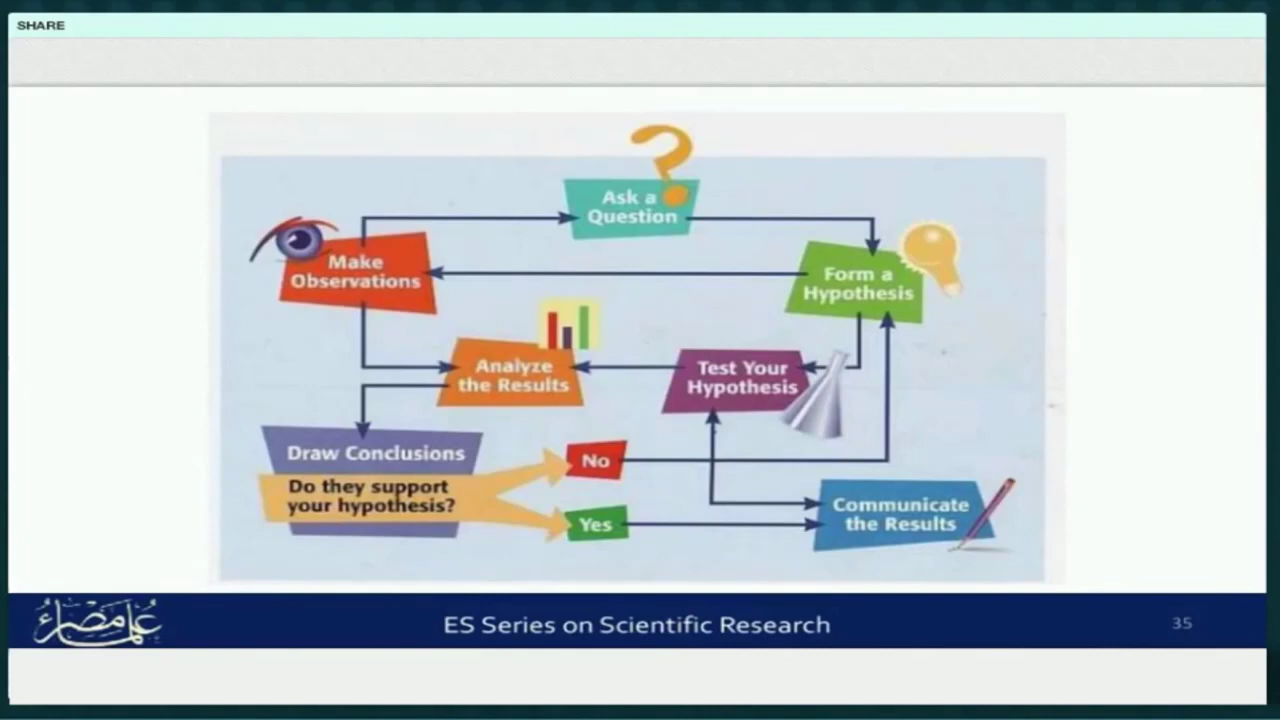 SHARE
Ask a
Question
Make
Observations
Form a
Hypothesis
Analyze
the Results
Test Your
Hypothesis
Draw Conclusions
Do they support
your hypothesis?
No
Yes
Communicate
the Results
علماء مصر
ES Series on Scientific Research
35